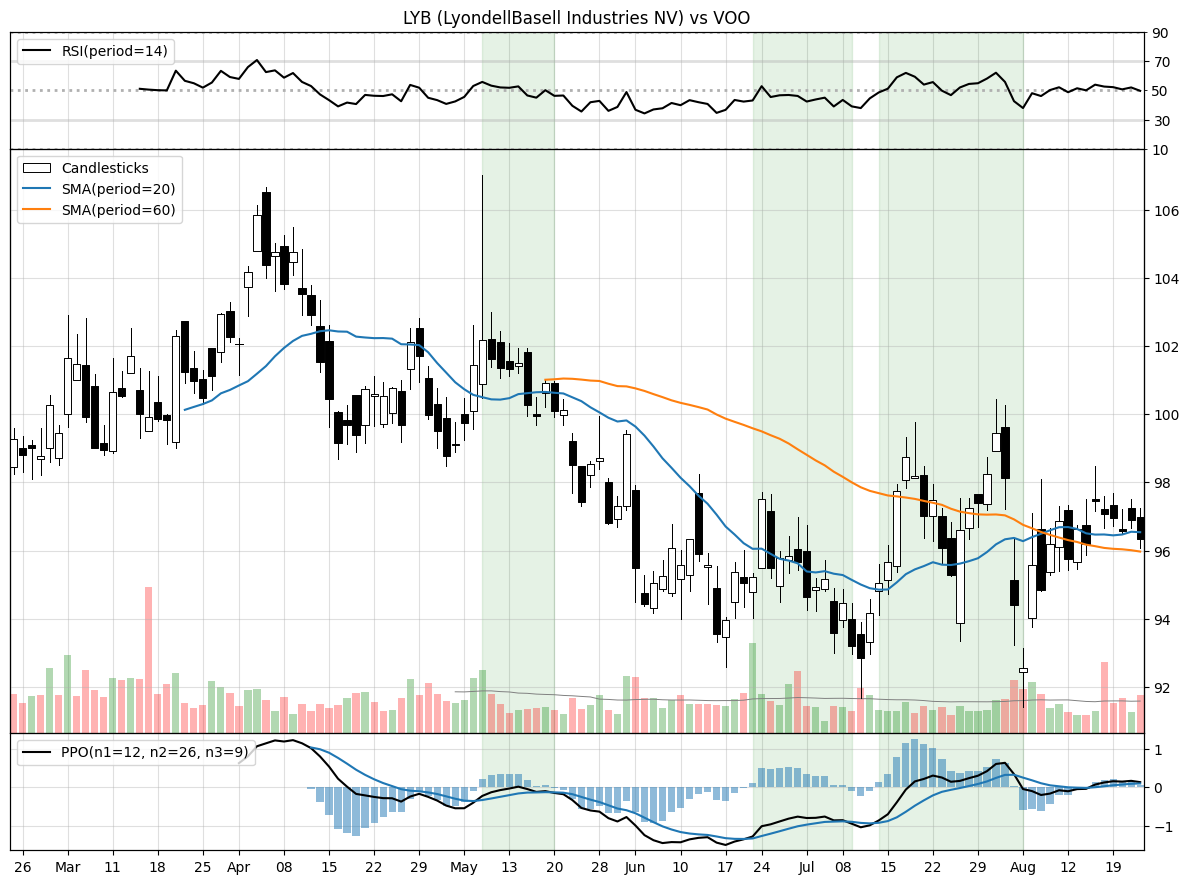 LYB (LyondellBasell Industries NV) vs VOO
RSI(period=14)
90
70
50
30
10
Candlesticks
SMA(period=20)
SMA(period=60)
106
104
102
100
98
96
94
92
PPO(n1=12, n2=26, n3=9)
1
0
−1
26 Mar 11 18 25 Apr 08 15 22 29 May 13 20 28 Jun 10 24 Jul 08 15 22 29 Aug 12 19